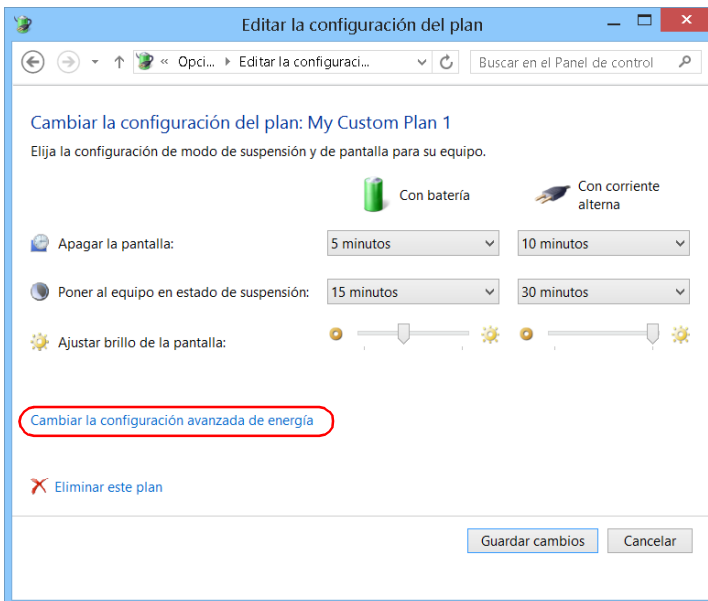 Editar la configuración del plan
« Opci... Editar la configuraci...
Buscar en el Panel de control
Cambiar la configuración del plan: My Custom Plan 1
Elija la configuración de modo de suspensión y de pantalla para su equipo.
Con batería
Con corriente
alterna
Apagar la pantalla: 5 minutos 10 minutos
Poner al equipo en estado de suspensión: 15 minutos 30 minutos
Ajustar brillo de la pantalla:
Cambiar la configuración avanzada de energía
Eliminar este plan
Guardar cambios Cancelar